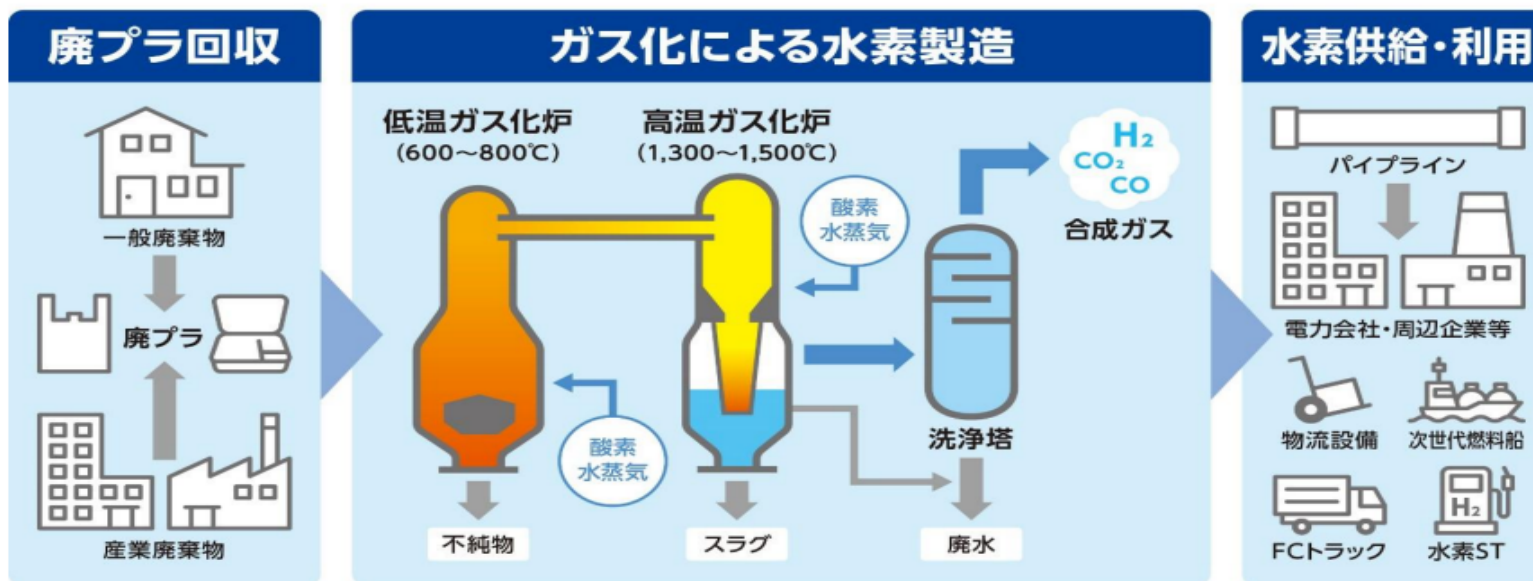 廃プラ回収
一般廃棄物
廃プラ
産業廃棄物
ガス化による水素製造
低温ガス化炉
(600～800℃)
高温ガス化炉
(1,300～1,500℃)
酸素
水蒸気
酸素
水蒸気
H₂
CO₂
CO
合成ガス
洗浄塔
不純物
スラグ
廃水
水素供給・利用
パイプライン
電力会社・周辺企業等
物流設備
次世代燃料船
H₂
FCトラック
水素ST